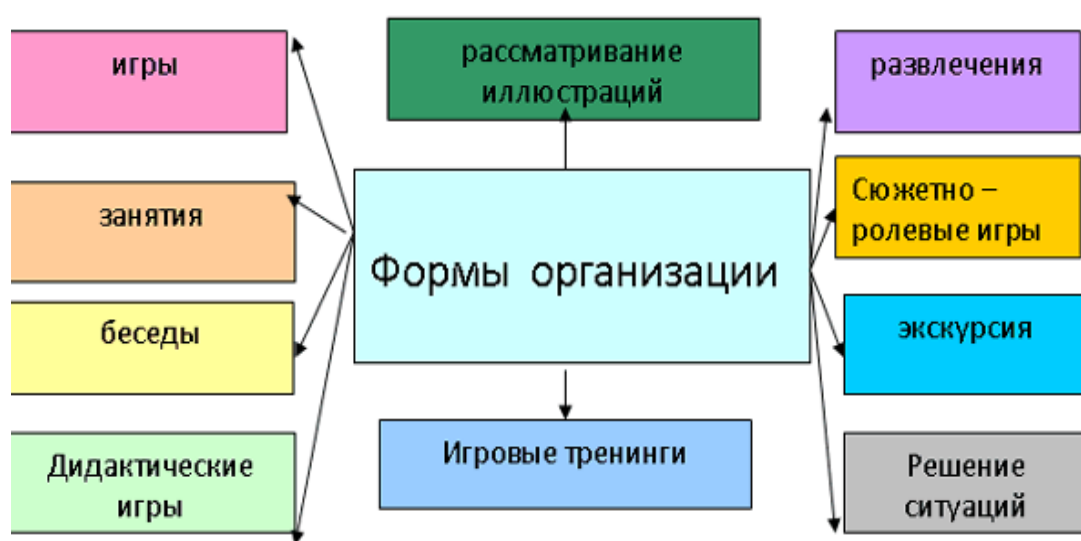 игры
рассматривание
иллюстраций
развлечения
занятия
Сюжетно –
ролевые игры
Формы организации
беседы
экскурсия
Дидактические
игры
Игровые тренинги
Решение
ситуаций